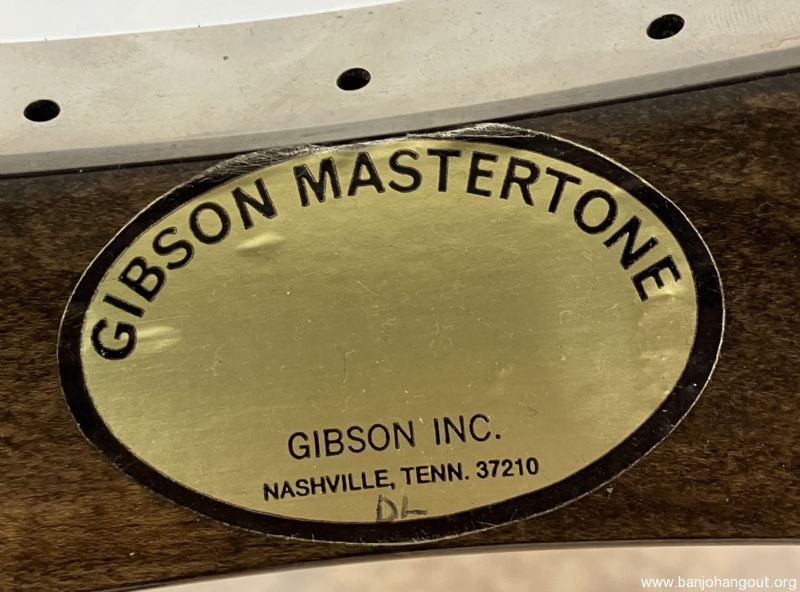 GIBSON MASTERTONE
GIBSON INC.
NASHVILLE, TENN. 37210
DL
www.banjohangout.org